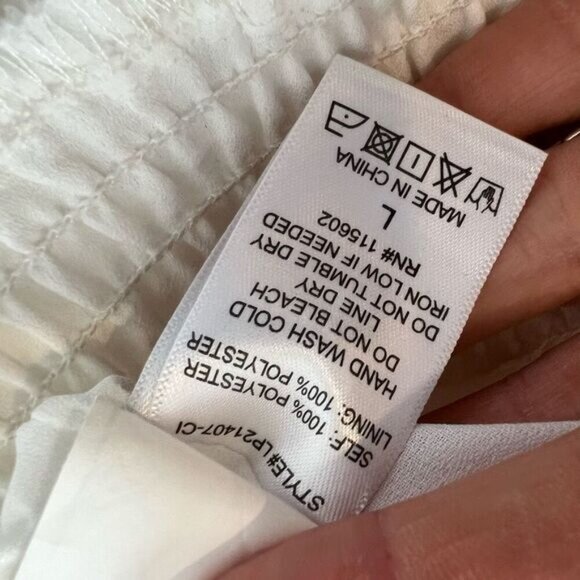 STYLE# LP21407-CI
SELF: 100% POLYESTER
LINING: 100% POLYESTER
HAND WASH COLD
DO NOT BLEACH
LINE DRY
DO NOT TUMBLE DRY
IRON LOW IF NEEDED
RN# 115602
L
MADE IN CHINA